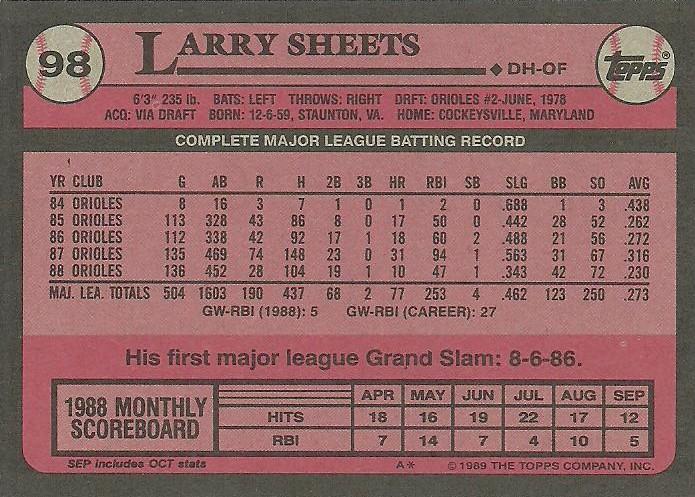 98
LARRY SHEETS
DH-OF
TOPPS®
6'3" 235 lb. BATS: LEFT THROWS: RIGHT DRFT: ORIOLES #2-JUNE, 1978
ACQ: VIA DRAFT BORN: 12-6-59, STAUNTON, VA. HOME: COCKEYSVILLE, MARYLAND
COMPLETE MAJOR LEAGUE BATTING RECORD
YR CLUB G AB R H 2B 3B HR RBI SB SLG BB SO AVG
84 ORIOLES 8 16 3 7 1 0 1 2 0 .688 1 3 .438
85 ORIOLES 113 328 43 86 8 0 17 50 0 .442 28 52 .262
86 ORIOLES 112 338 42 92 17 1 18 60 2 .488 21 56 .272
87 ORIOLES 135 469 74 148 23 0 31 94 1 .563 31 67 .316
88 ORIOLES 136 452 28 104 19 1 10 47 1 .343 42 72 .230
MAJ. LEA. TOTALS 504 1603 190 437 68 2 77 253 4 .462 123 250 .273
GW-RBI (1988): 5 GW-RBI (CAREER): 27
His first major league Grand Slam: 8-6-86.
1988 MONTHLY SCOREBOARD
APR MAY JUN JUL AUG SEP
HITS 18 16 19 22 17 12
RBI 7 14 7 4 10 5
SEP includes OCT stats
A* © 1989 THE TOPPS COMPANY, INC.